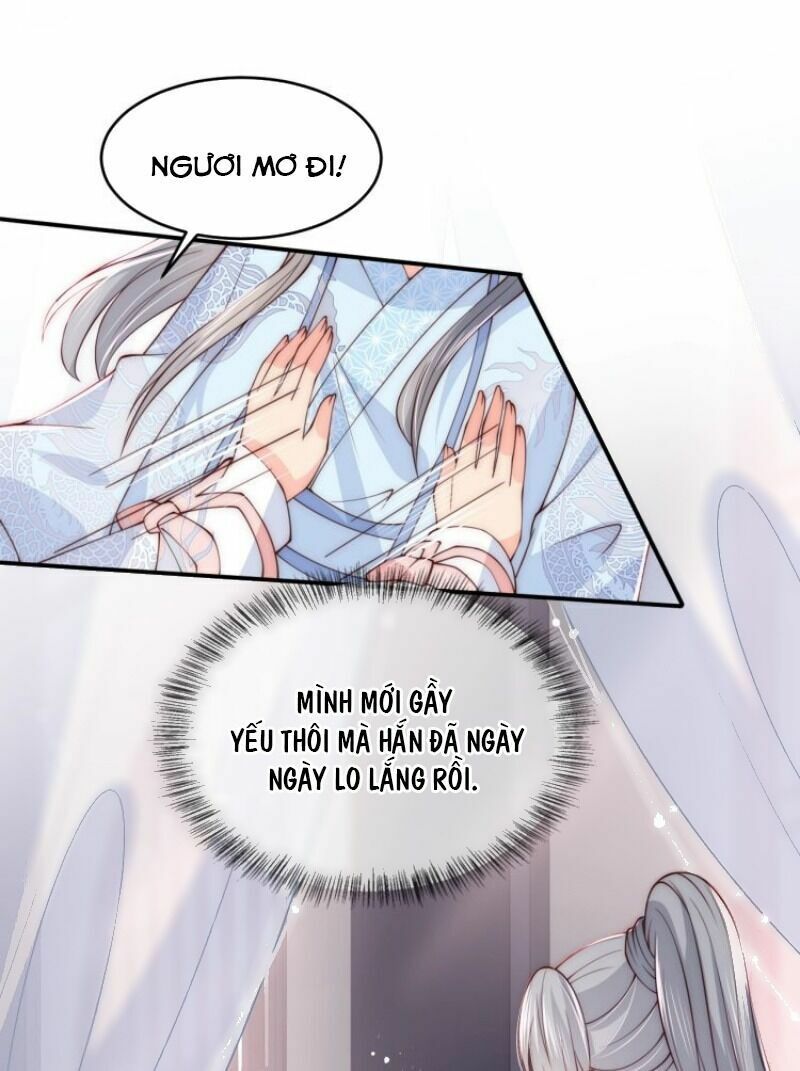 NGƯƠI MƠ ĐI!
MÌNH MỚI GẦY
YẾU THÔI MÀ HẮN ĐÃ NGÀY
NGÀY LO LẮNG RỒI.